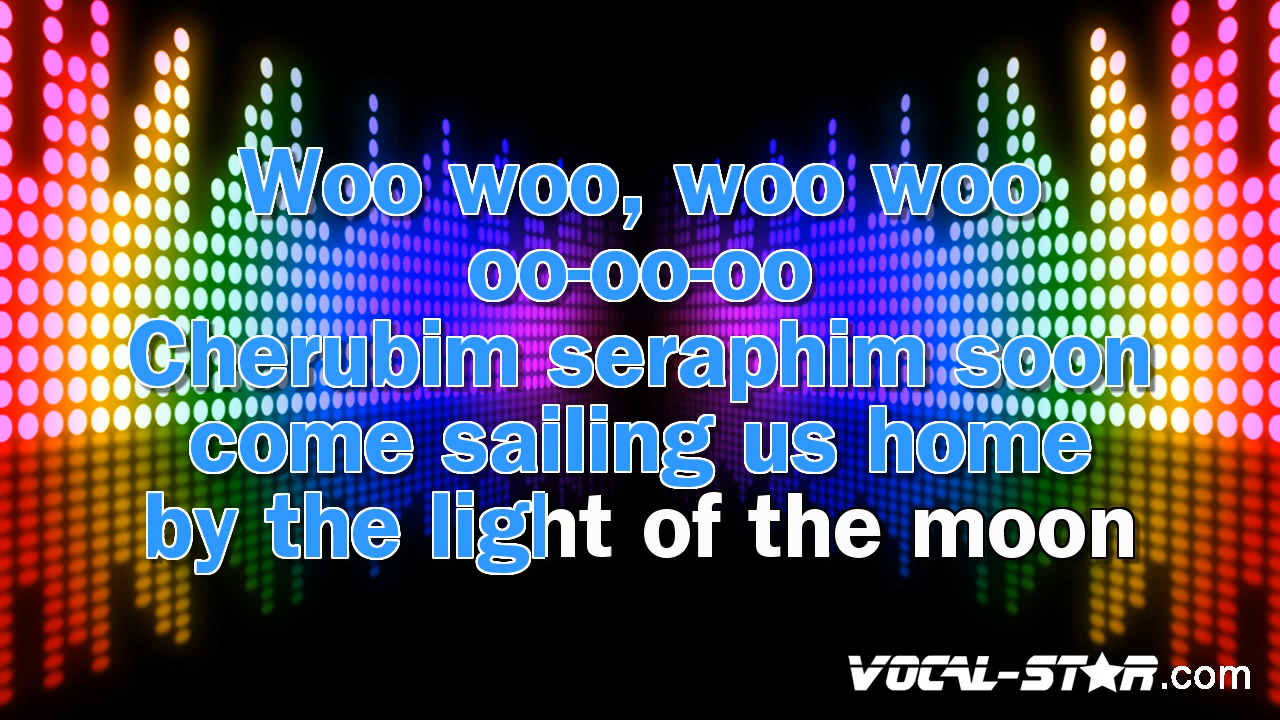 Woo woo, woo woo
oo-oo-oo
Cherubim seraphim soon
come sailing us home
by the light of the moon
VOCAL-STAR.com